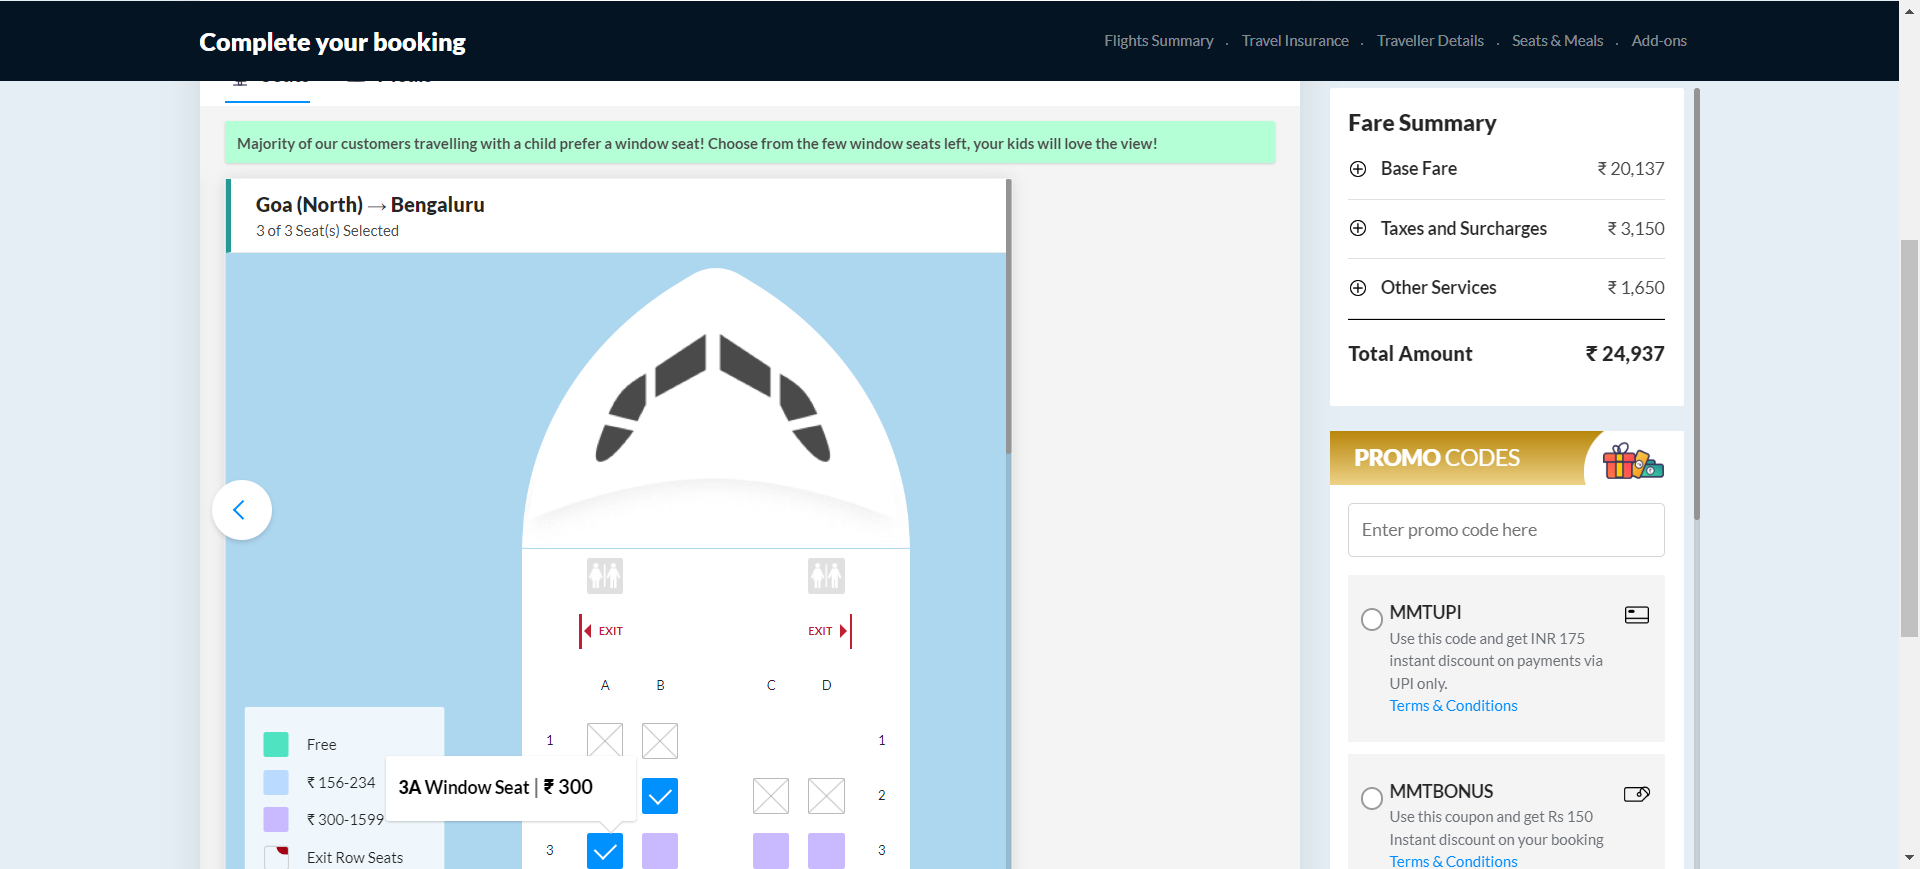 Complete your booking
Flights Summary . Travel Insurance . Traveller Details . Seats & Meals . Add-ons
Majority of our customers travelling with a child prefer a window seat! Choose from the few window seats left, your kids will love the view!
Goa (North) → Bengaluru
3 of 3 Seat(s) Selected
EXIT EXIT
A B C D
1 1
2
3 3
3A Window Seat | ₹ 300
Free
₹ 156-234
₹ 300-1599
Exit Row Seats
Fare Summary
Base Fare ₹ 20,137
Taxes and Surcharges ₹ 3,150
Other Services ₹ 1,650
Total Amount ₹ 24,937
PROMO CODES
Enter promo code here
MMTUPI
Use this code and get INR 175
instant discount on payments via
UPI only.
Terms & Conditions
MMTBONUS
Use this coupon and get Rs 150
Instant discount on your booking
Terms & Conditions